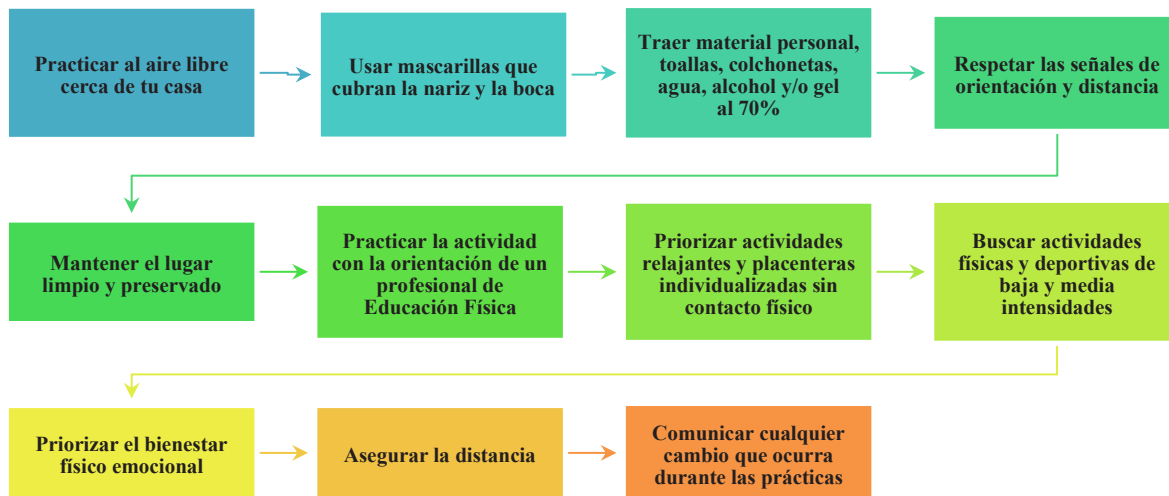 Practicar al aire libre
cerca de tu casa
Usar mascarillas que
cubran la nariz y la boca
Traer material personal,
toallas, colchonetas,
agua, alcohol y/o gel
al 70%
Respetar las señales de
orientación y distancia
Mantener el lugar
limpio y preservado
Practicar la actividad
con la orientación de un
profesional de
Educación Física
Priorizar actividades
relajantes y placenteras
individualizadas sin
contacto físico
Buscar actividades
físicas y deportivas de
baja y media
intensidades
Priorizar el bienestar
físico emocional
Asegurar la distancia
Comunicar cualquier
cambio que ocurra
durante las prácticas